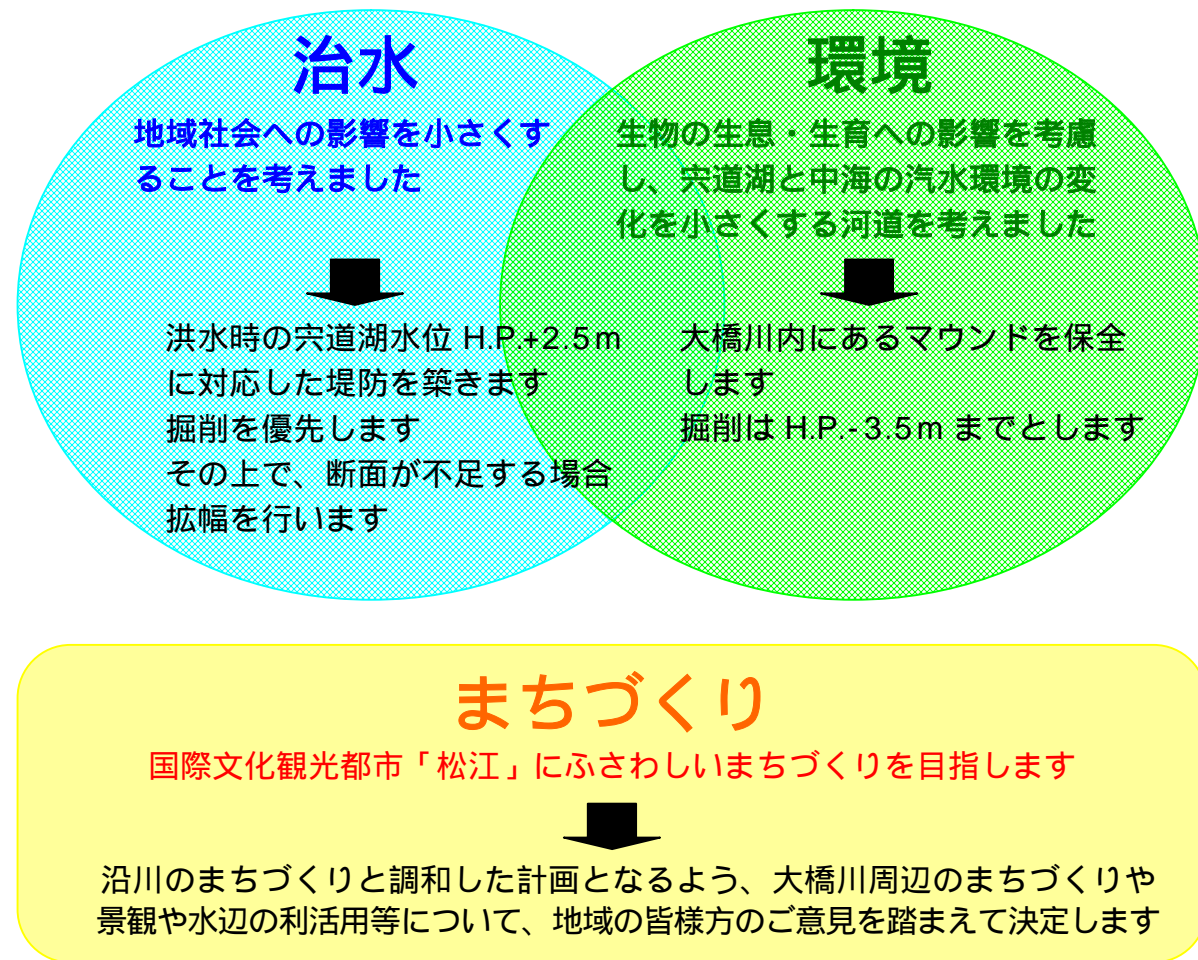 治水
地域社会への影響を小さくす
ることを考えました
洪水時の宍道湖水位 H.P.+2.5m
に対応した堤防を築きます
掘削を優先します
その上で、断面が不足する場合
拡幅を行います
環境
生物の生息・生育への影響を考慮
し、宍道湖と中海の汽水環境の変
化を小さくする河道を考えました
大橋川内にあるマウンドを保全
します
掘削は H.P.-3.5m までとします
まちづくり
国際文化観光都市「松江」にふさわしいまちづくりを目指します
沿川のまちづくりと調和した計画となるよう、大橋川周辺のまちづくりや
景観や水辺の利活用等について、地域の皆様方のご意見を踏まえて決定します